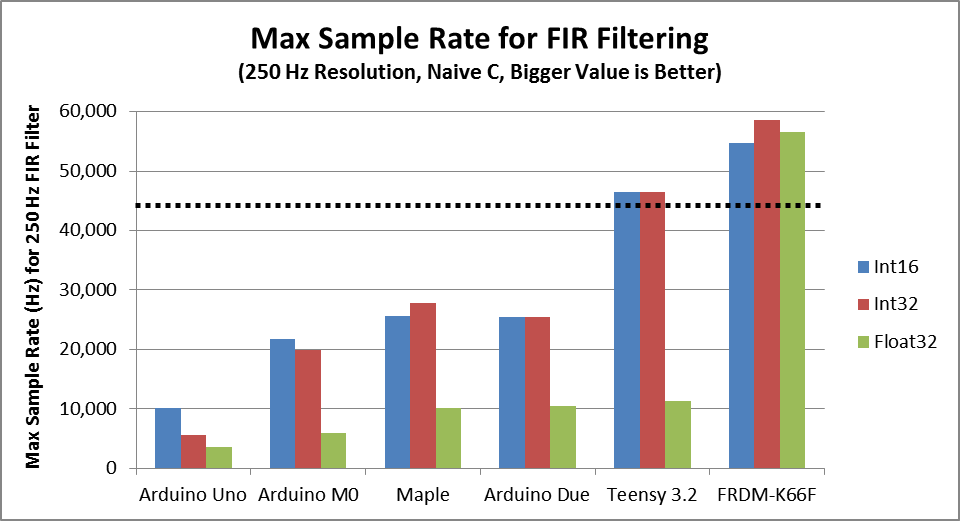 Max Sample Rate for FIR Filtering
(250 Hz Resolution, Naive C, Bigger Value is Better)
Max Sample Rate (Hz) for 250 Hz FIR Filter
60,000
50,000
40,000
30,000
20,000
10,000
0
Arduino Uno
Arduino M0
Maple
Arduino Due
Teensy 3.2
FRDM-K66F
Int16
Int32
Float32